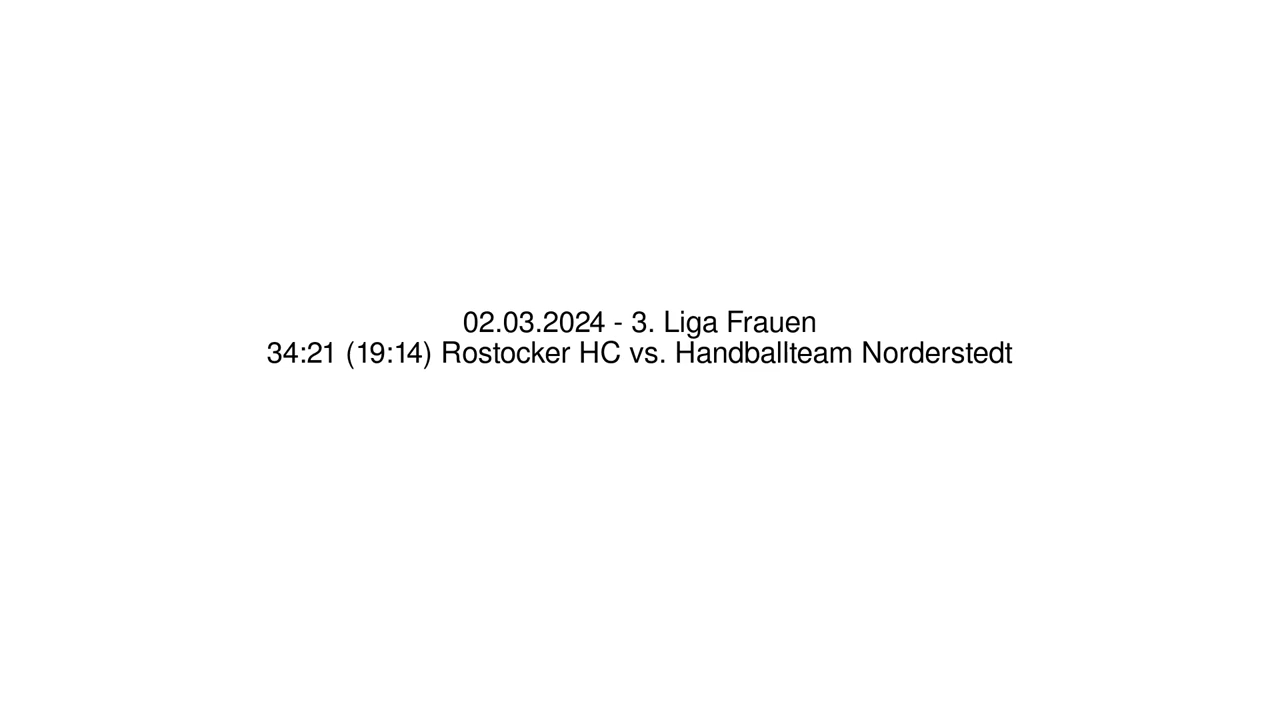 02.03.2024 - 3. Liga Frauen
34:21 (19:14) Rostocker HC vs. Handballteam Norderstedt